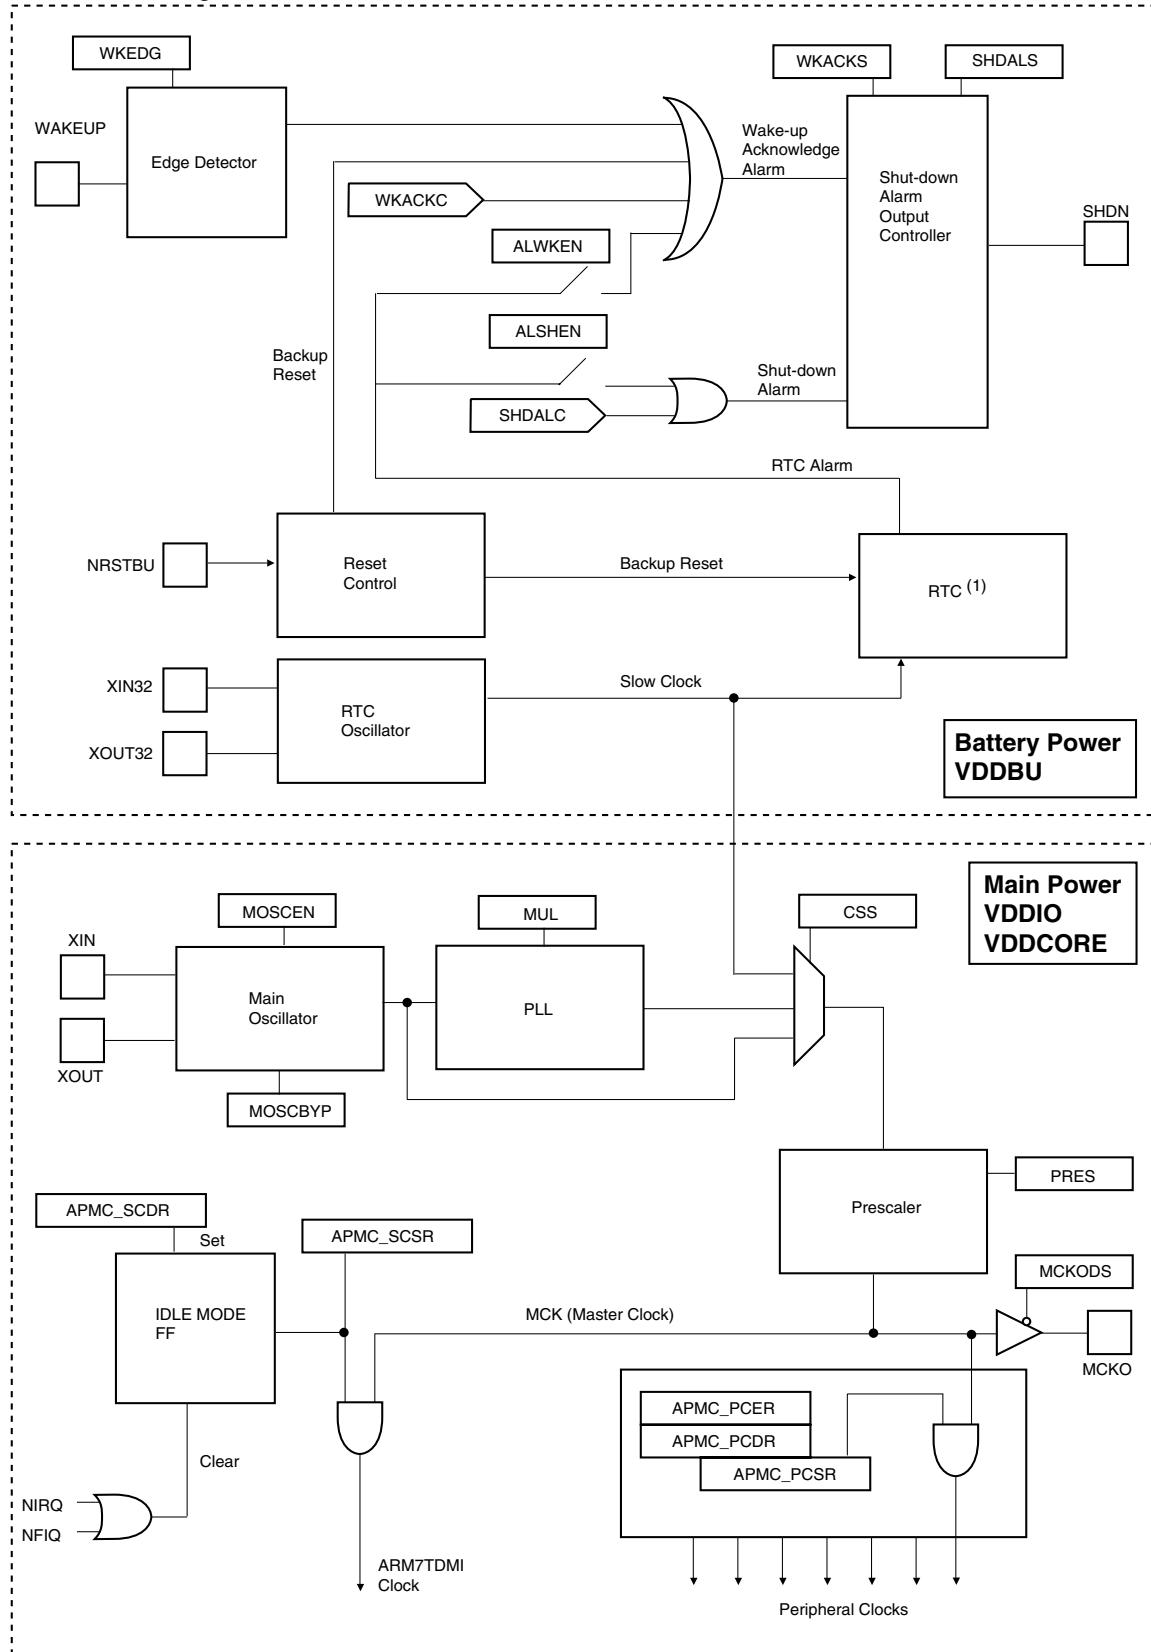 WKEDG
WKACKS
SHDALS
WAKEUP
Edge Detector
Wake-up
Acknowledge
Alarm
Shut-down
Alarm
Output
Controller
WKACKC
SHDN
ALWKEN
ALSHEN
Backup
Reset
Shut-down
Alarm
SHDALC
RTC Alarm
NRSTBU
Reset
Control
Backup Reset
RTC (1)
XIN32
XOUT32
RTC
Oscillator
Slow Clock
Battery Power
VDDBU
Main Power
VDDIO
VDDCORE
MOSCEN
MUL
CSS
XIN
XOUT
Main
Oscillator
PLL
MOSCBYP
Prescaler
PRES
APMC_SCDR
Set
APMC_SCSR
MCKODS
IDLE MODE
FF
MCK (Master Clock)
MCKO
APMC_PCER
APMC_PCDR
APMC_PCSR
Clear
NIRQ
NFIQ
ARM7TDMI
Clock
Peripheral Clocks